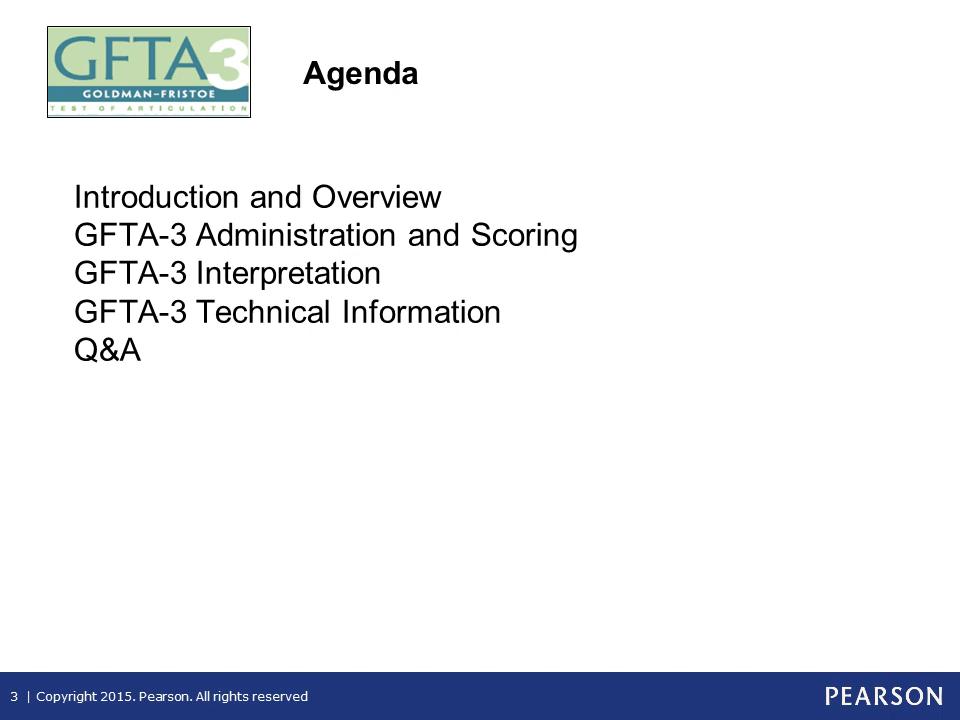 GFTA3
GOLDMAN-FRISTOE
TEST OF ARTICULATION
Agenda
Introduction and Overview
GFTA-3 Administration and Scoring
GFTA-3 Interpretation
GFTA-3 Technical Information
Q&A
3 | Copyright 2015. Pearson. All rights reserved
PEARSON